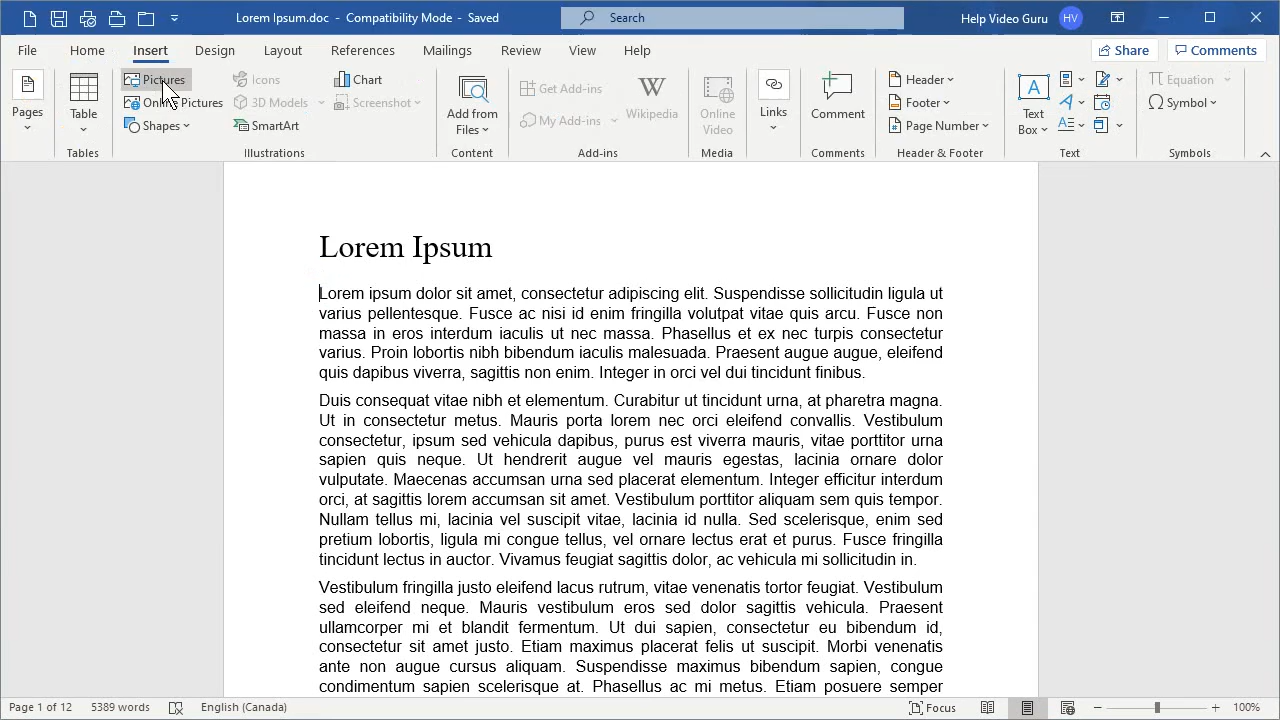 Lorem Ipsum.doc - Compatibility Mode - Saved
Search
Help Video Guru HV
File Home Insert Design Layout References Mailings Review View Help Share Comments
Pages
Table
Pictures
Online Pictures
Shapes
Icons
3D Models
SmartArt
Chart
Screenshot
Add from
Files
Get Add-ins
My Add-ins
Wikipedia
Online
Video
Links
Comment
Header
Footer
Page Number
A
Text
Box
Equation
Symbol
Tables Illustrations Content Add-ins Media Comments Header & Footer Text Symbols
Lorem Ipsum
Lorem ipsum dolor sit amet, consectetur adipiscing elit. Suspendisse sollicitudin ligula ut
varius pellentesque. Fusce ac nisi id enim fringilla volutpat vitae quis arcu. Fusce non
massa in eros interdum iaculis ut nec massa. Phasellus et ex nec turpis consectetur
varius. Proin lobortis nibh bibendum iaculis malesuada. Praesent augue augue, eleifend
quis dapibus viverra, sagittis non enim. Integer in orci vel dui tincidunt finibus.
Duis consequat vitae nibh et elementum. Curabitur ut tincidunt urna, at pharetra magna.
Ut in consectetur metus. Mauris porta lorem nec orci eleifend convallis. Vestibulum
consectetur, ipsum sed vehicula dapibus, purus est viverra mauris, vitae porttitor urna
sapien quis neque. Ut hendrerit augue vel mauris egestas, lacinia ornare dolor
vulputate. Maecenas accumsan urna sed placerat elementum. Integer efficitur interdum
orci, at sagittis lorem accumsan sit amet. Vestibulum porttitor aliquam sem quis tempor.
Nullam tellus mi, lacinia vel suscipit vitae, lacinia id nulla. Sed scelerisque, enim sed
pretium lobortis, ligula mi congue tellus, vel ornare lectus erat et purus. Fusce fringilla
tincidunt lectus in auctor. Vivamus feugiat sagittis dolor, ac vehicula mi sollicitudin in.
Vestibulum fringilla justo eleifend lacus rutrum, vitae venenatis tortor feugiat. Vestibulum
sed eleifend neque. Mauris vestibulum eros sed dolor sagittis vehicula. Praesent
ullamcorper mi et blandit fermentum. Ut dui sapien, consectetur eu bibendum id,
consectetur sit amet justo. Etiam maximus placerat felis ut suscipit. Morbi venenatis
ante non augue cursus aliquam. Suspendisse maximus bibendum sapien, congue
condimentum sapien scelerisque at. Phasellus ac mi metus. Etiam posuere semper
Page 1 of 12 5389 words English (Canada) Focus 100%